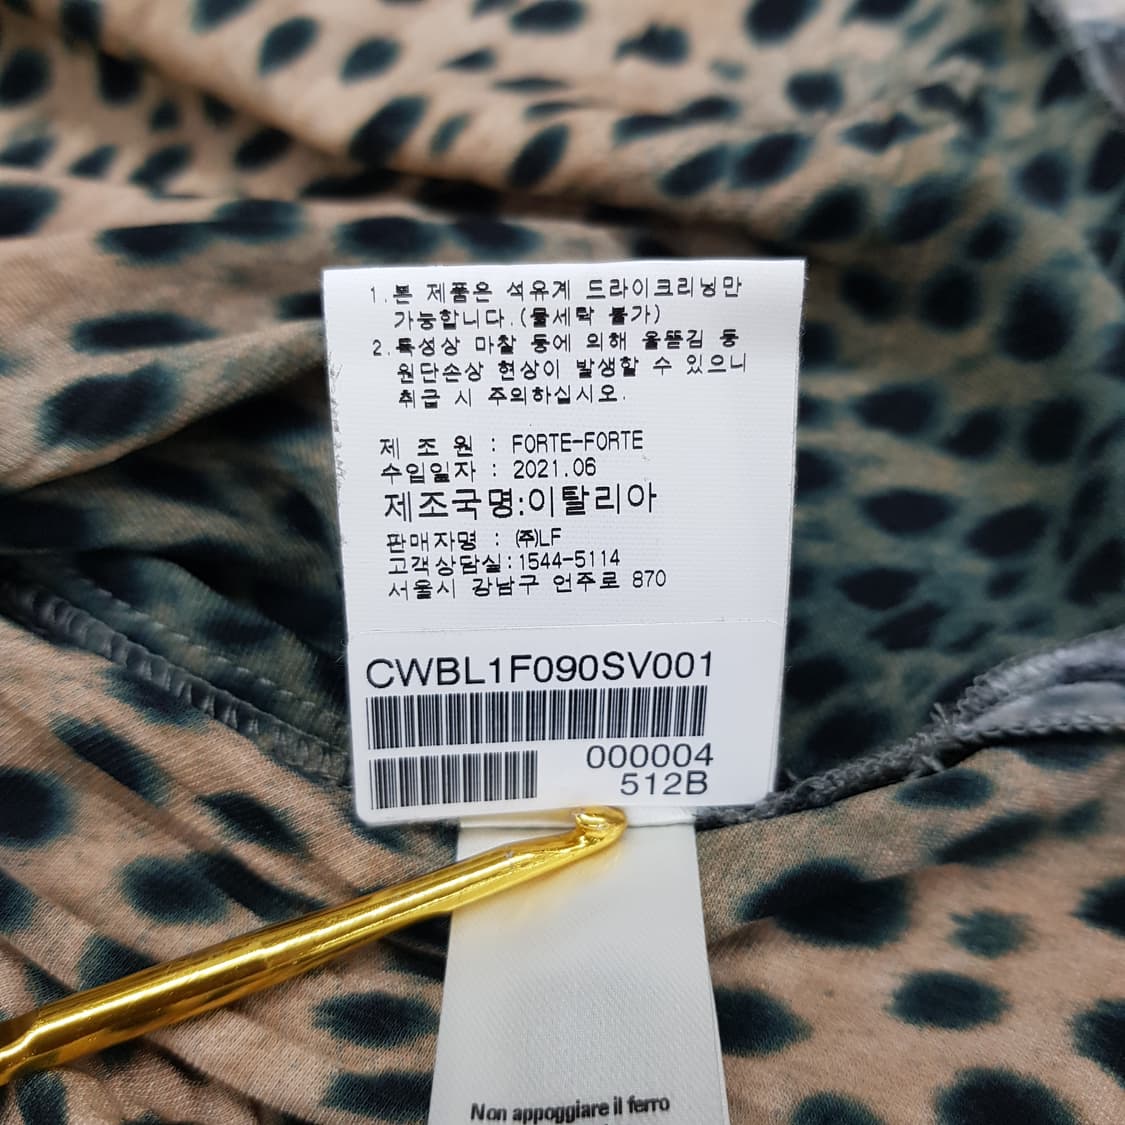 1.본 제품은 석유계 드라이크리닝만
가능합니다.(물세탁 불가)
2.특성상 마찰 등에 의해 올뜯김 등
원단손상 현상이 발생할 수 있으니
취급 시 주의하십시오.
제 조 원 : FORTE-FORTE
수입일자 : 2021.06
제조국명:이탈리아
판매자명 : ㈜LF
고객상담실:1544-5114
서울시 강남구 언주로 870
CWBL1F090SV001
000004
512B
Non appoggiare il ferro